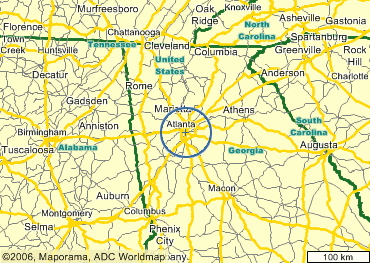 Murfreesboro
Oak
Ridge
Knoxville
Asheville
Florence
Chattanooga
North
Carolina
Gastonia
Town
Creek
Huntsville
Tennessee
Cleveland
Columbia
Spartanburg
Greenville
Rock
Hill
United
States
Decatur
Rome
Anderson
Charlotte
Gadsden
Marietta
Athens
Birmingham
Anniston
Atlanta
South
Carolina
Tuscaloosa
Alabama
Georgia
Augusta
Auburn
Macon
Montgomery
Columbus
Selma
Phenix
City
©2006, Maporama, ADC Worldmap
any.
100 km